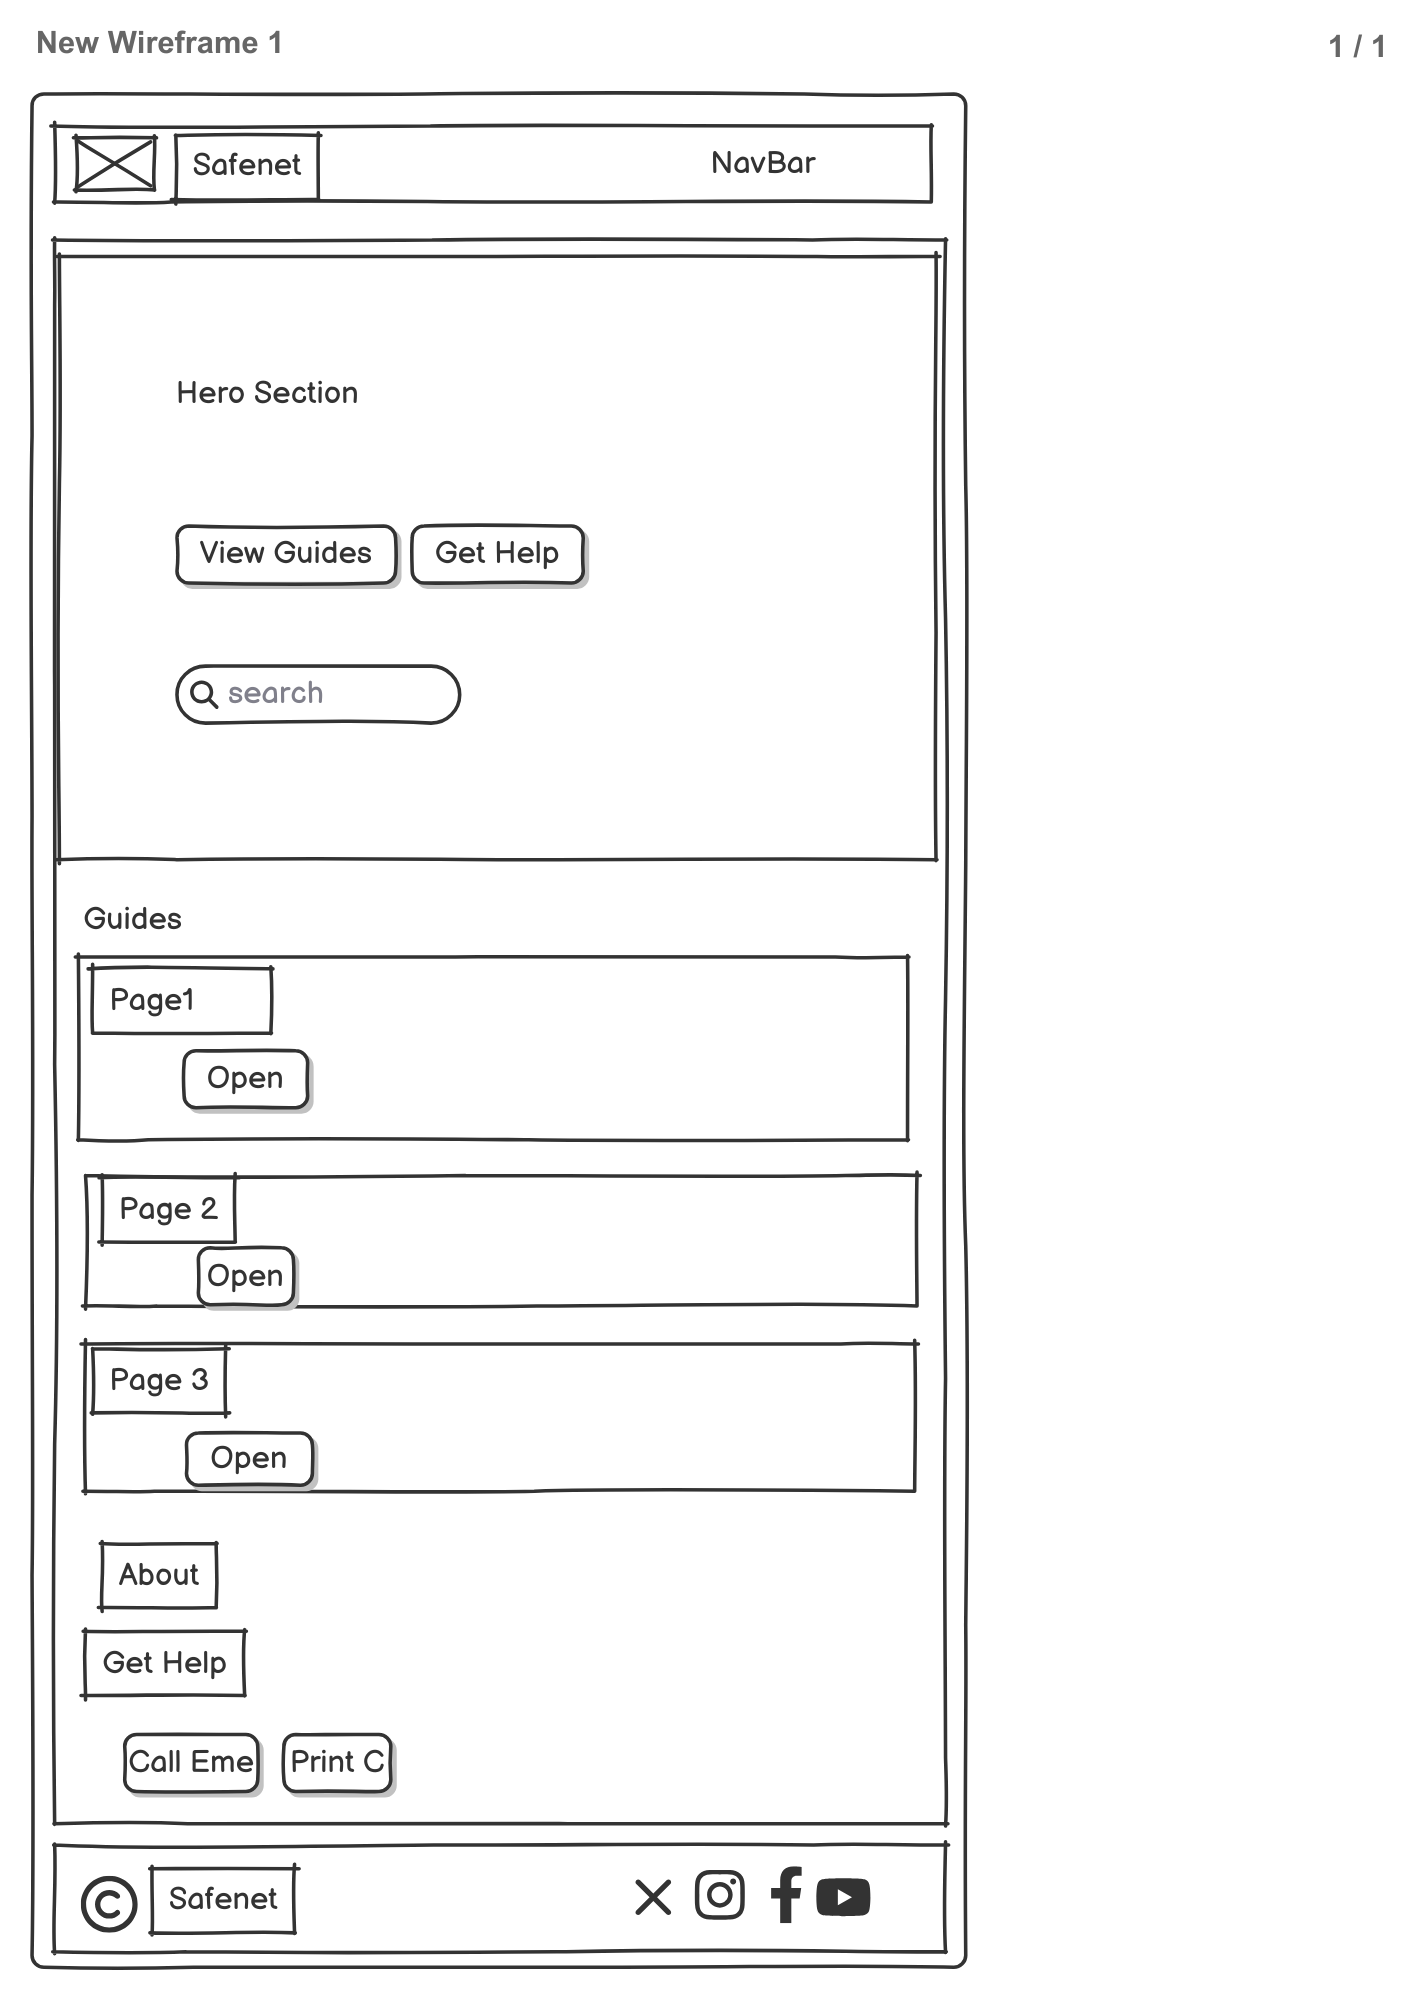 New Wireframe 1
1 / 1
Safenet
NavBar
Hero Section
View Guides
Get Help
search
Guides
Page1
Open
Page 2
Open
Page 3
Open
About
Get Help
Call Eme
Print C
© Safenet